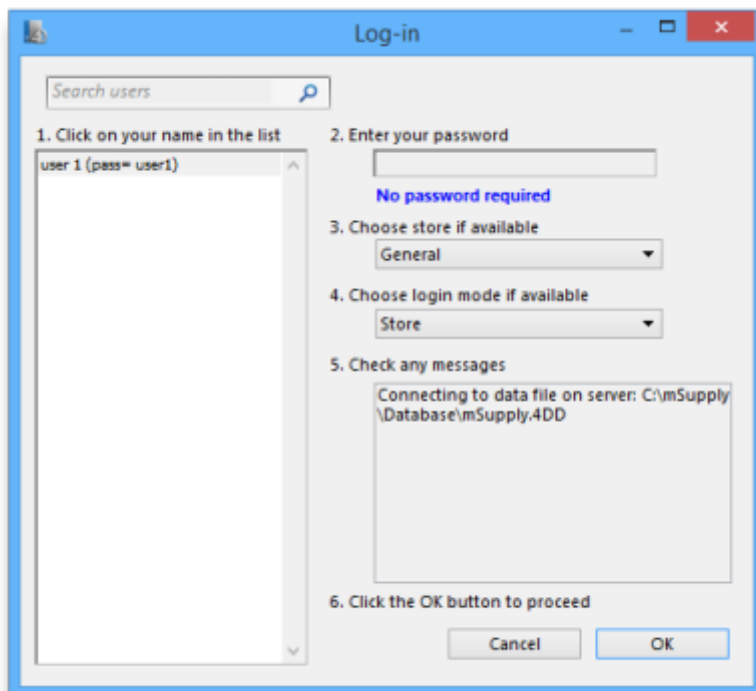 Log-in
Search users
1. Click on your name in the list
user 1 (pass= user1)
2. Enter your password
No password required
3. Choose store if available
General
4. Choose login mode if available
Store
5. Check any messages
Connecting to data file on server: C:\mSupply
\Database\mSupply.4DD
6. Click the OK button to proceed
Cancel
OK